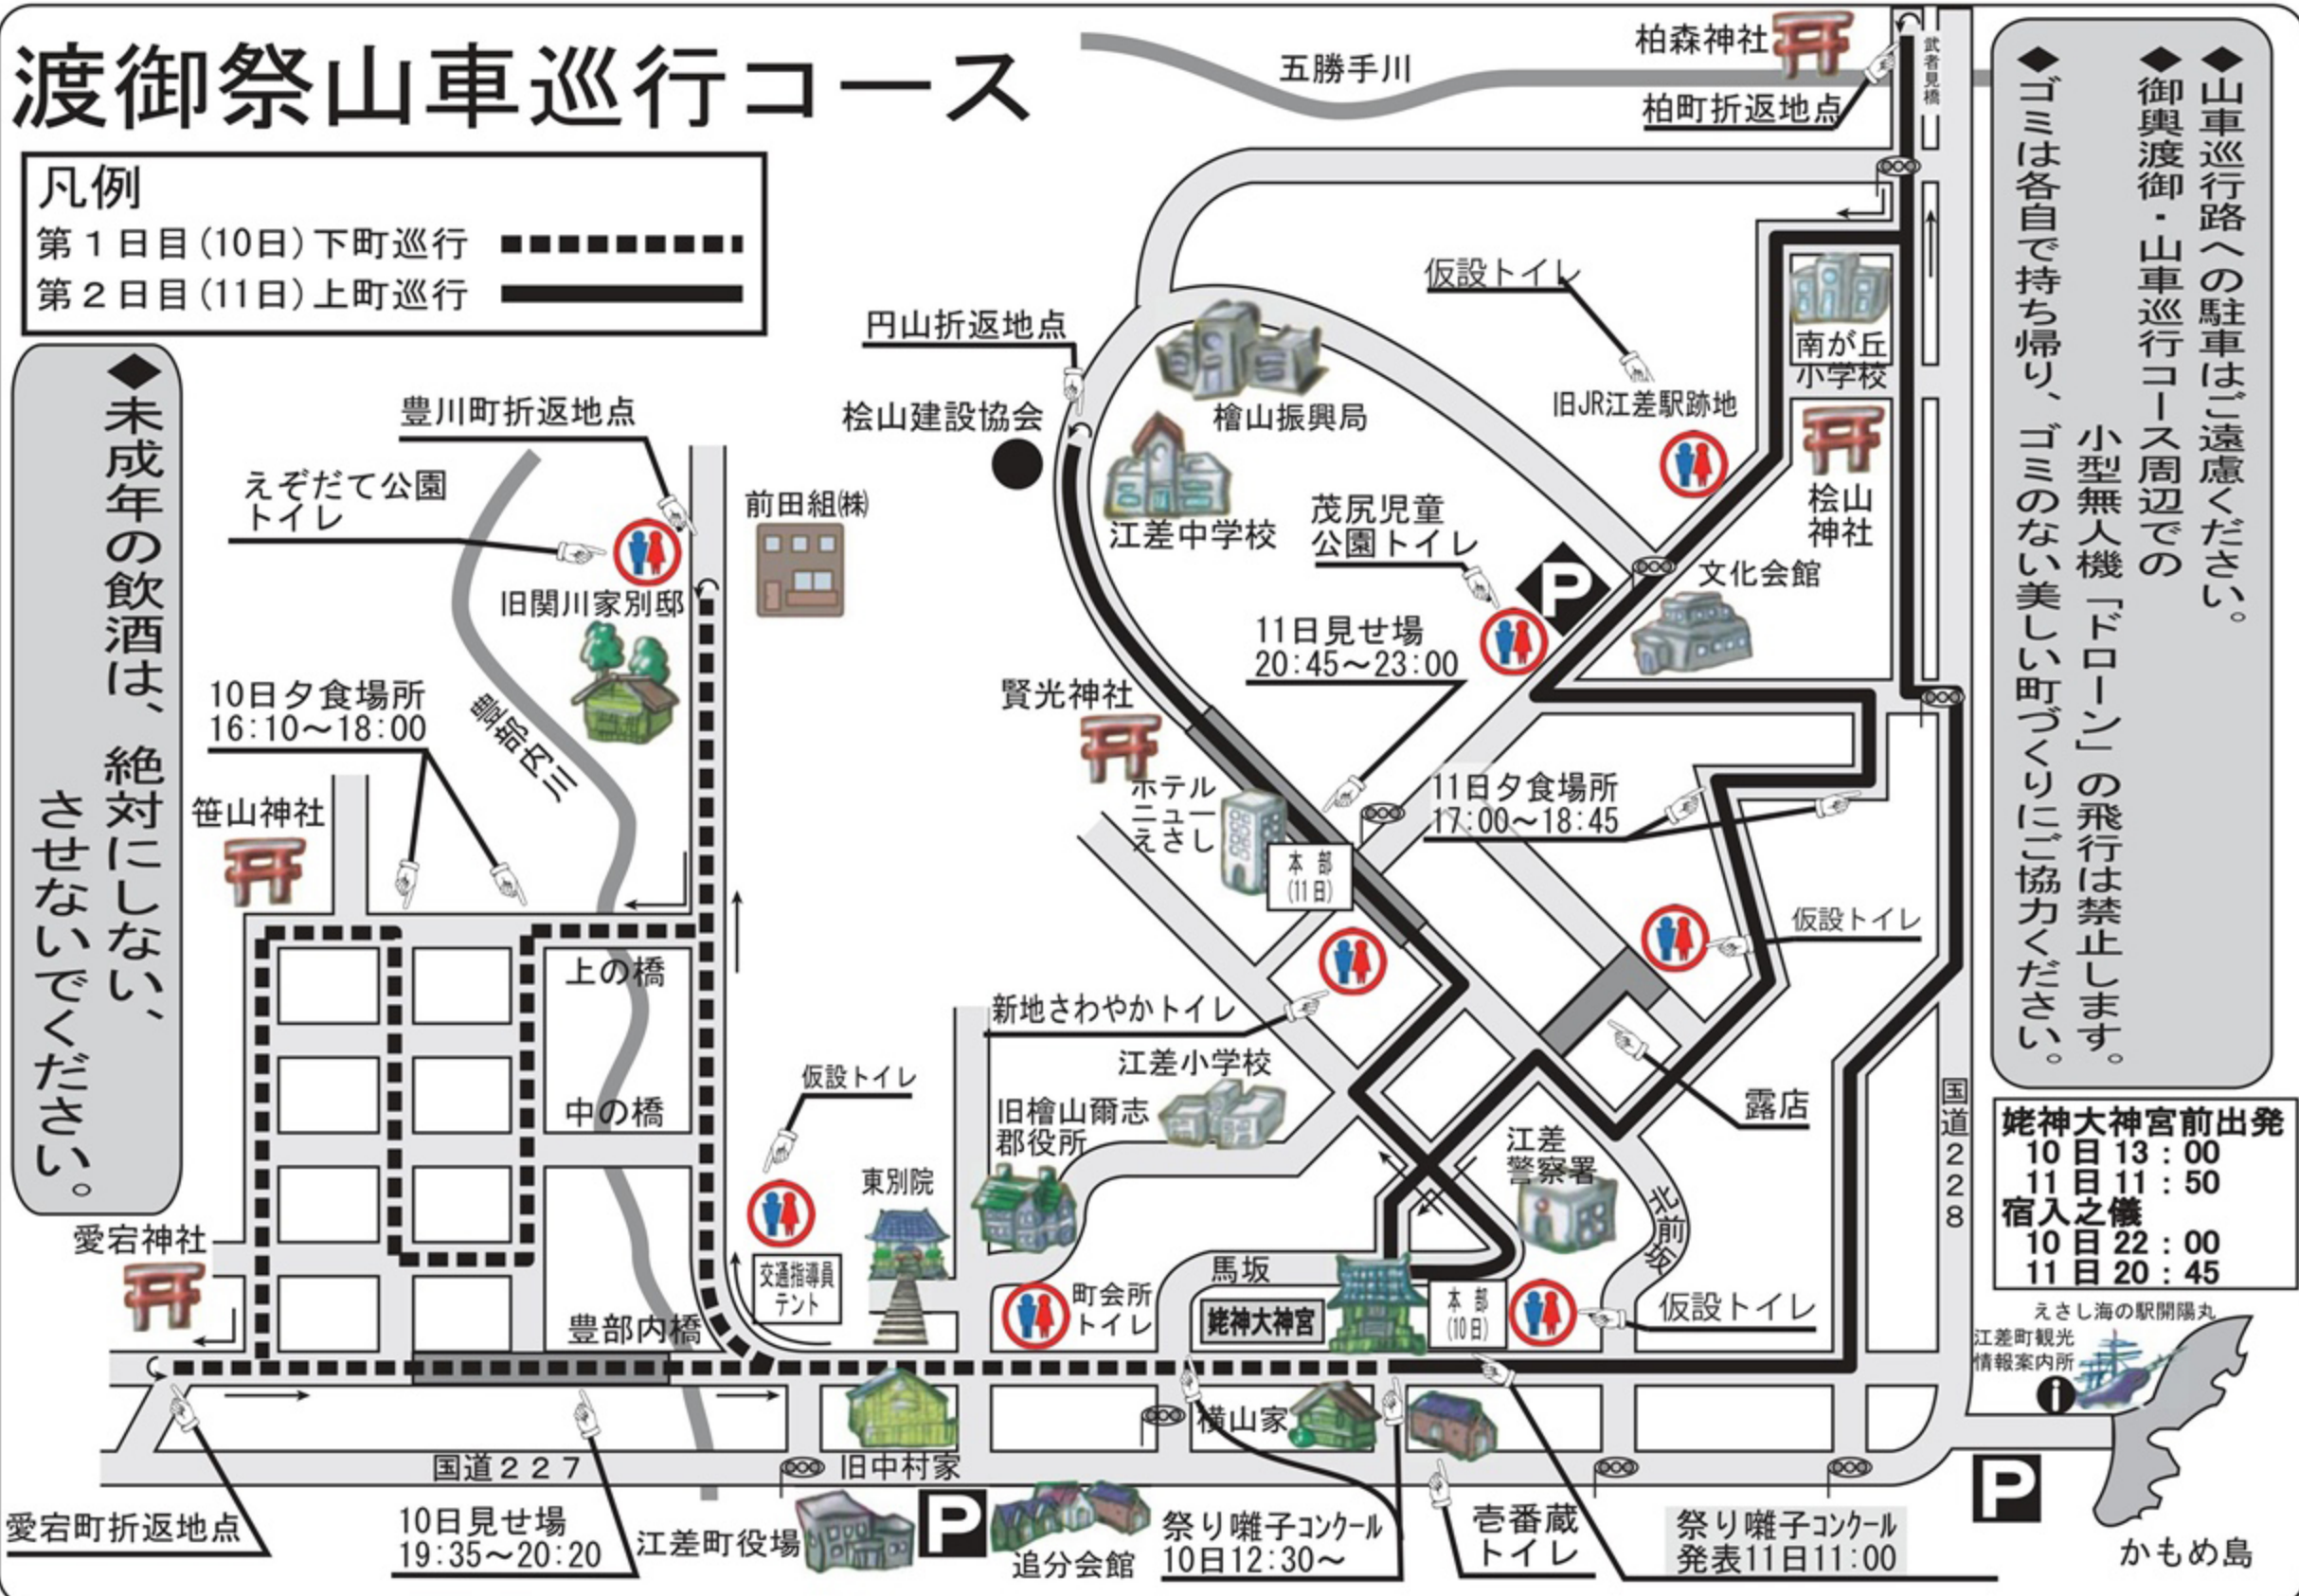 渡御祭山車巡行コース
凡例
第１日目(10日)下町巡行
第２日目(11日)上町巡行
◆未成年の飲酒は、絶対にしない、
させないでください。
◆山車巡行路への駐車はご遠慮ください。
◆御輿渡御・山車巡行コース周辺での
小型無人機「ドローン」の飛行は禁止します。
◆ゴミは各自で持ち帰り、ゴミのない美しい町づくりにご協力ください。
五勝手川
柏森神社
柏町折返地点
武者見橋
仮設トイレ
南が丘
小学校
旧JR江差駅跡地
桧山
神社
円山折返地点
檜山振興局
桧山建設協会
江差中学校
茂尻児童
公園トイレ
P
文化会館
11日見せ場
20:45～23:00
賢光神社
ホテル
ニュー
えさし
本部
(11日)
11日夕食場所
17:00～18:45
仮設トイレ
新地さわやかトイレ
露店
豊川町折返地点
えぞだて公園
トイレ
前田組㈱
旧関川家別邸
豊部内川
10日夕食場所
16:10～18:00
笹山神社
上の橋
中の橋
仮設トイレ
江差小学校
旧檜山爾志
郡役所
東別院
江差
警察署
北前坂
国道228
姥神大神宮前出発
10日13：00
11日11：50
宿入之儀
10日22：00
11日20：45
愛宕神社
交通指導員
テント
豊部内橋
町会所
トイレ
馬坂
姥神大神宮
本部
(10日)
仮設トイレ
えさし海の駅開陽丸
江差町観光
情報案内所
i
横山家
国道227
旧中村家
愛宕町折返地点
10日見せ場
19:35～20:20
江差町役場
P
追分会館
祭り囃子コンクール
10日12:30～
壱番蔵
トイレ
祭り囃子コンクール
発表11日11:00
P
かもめ島